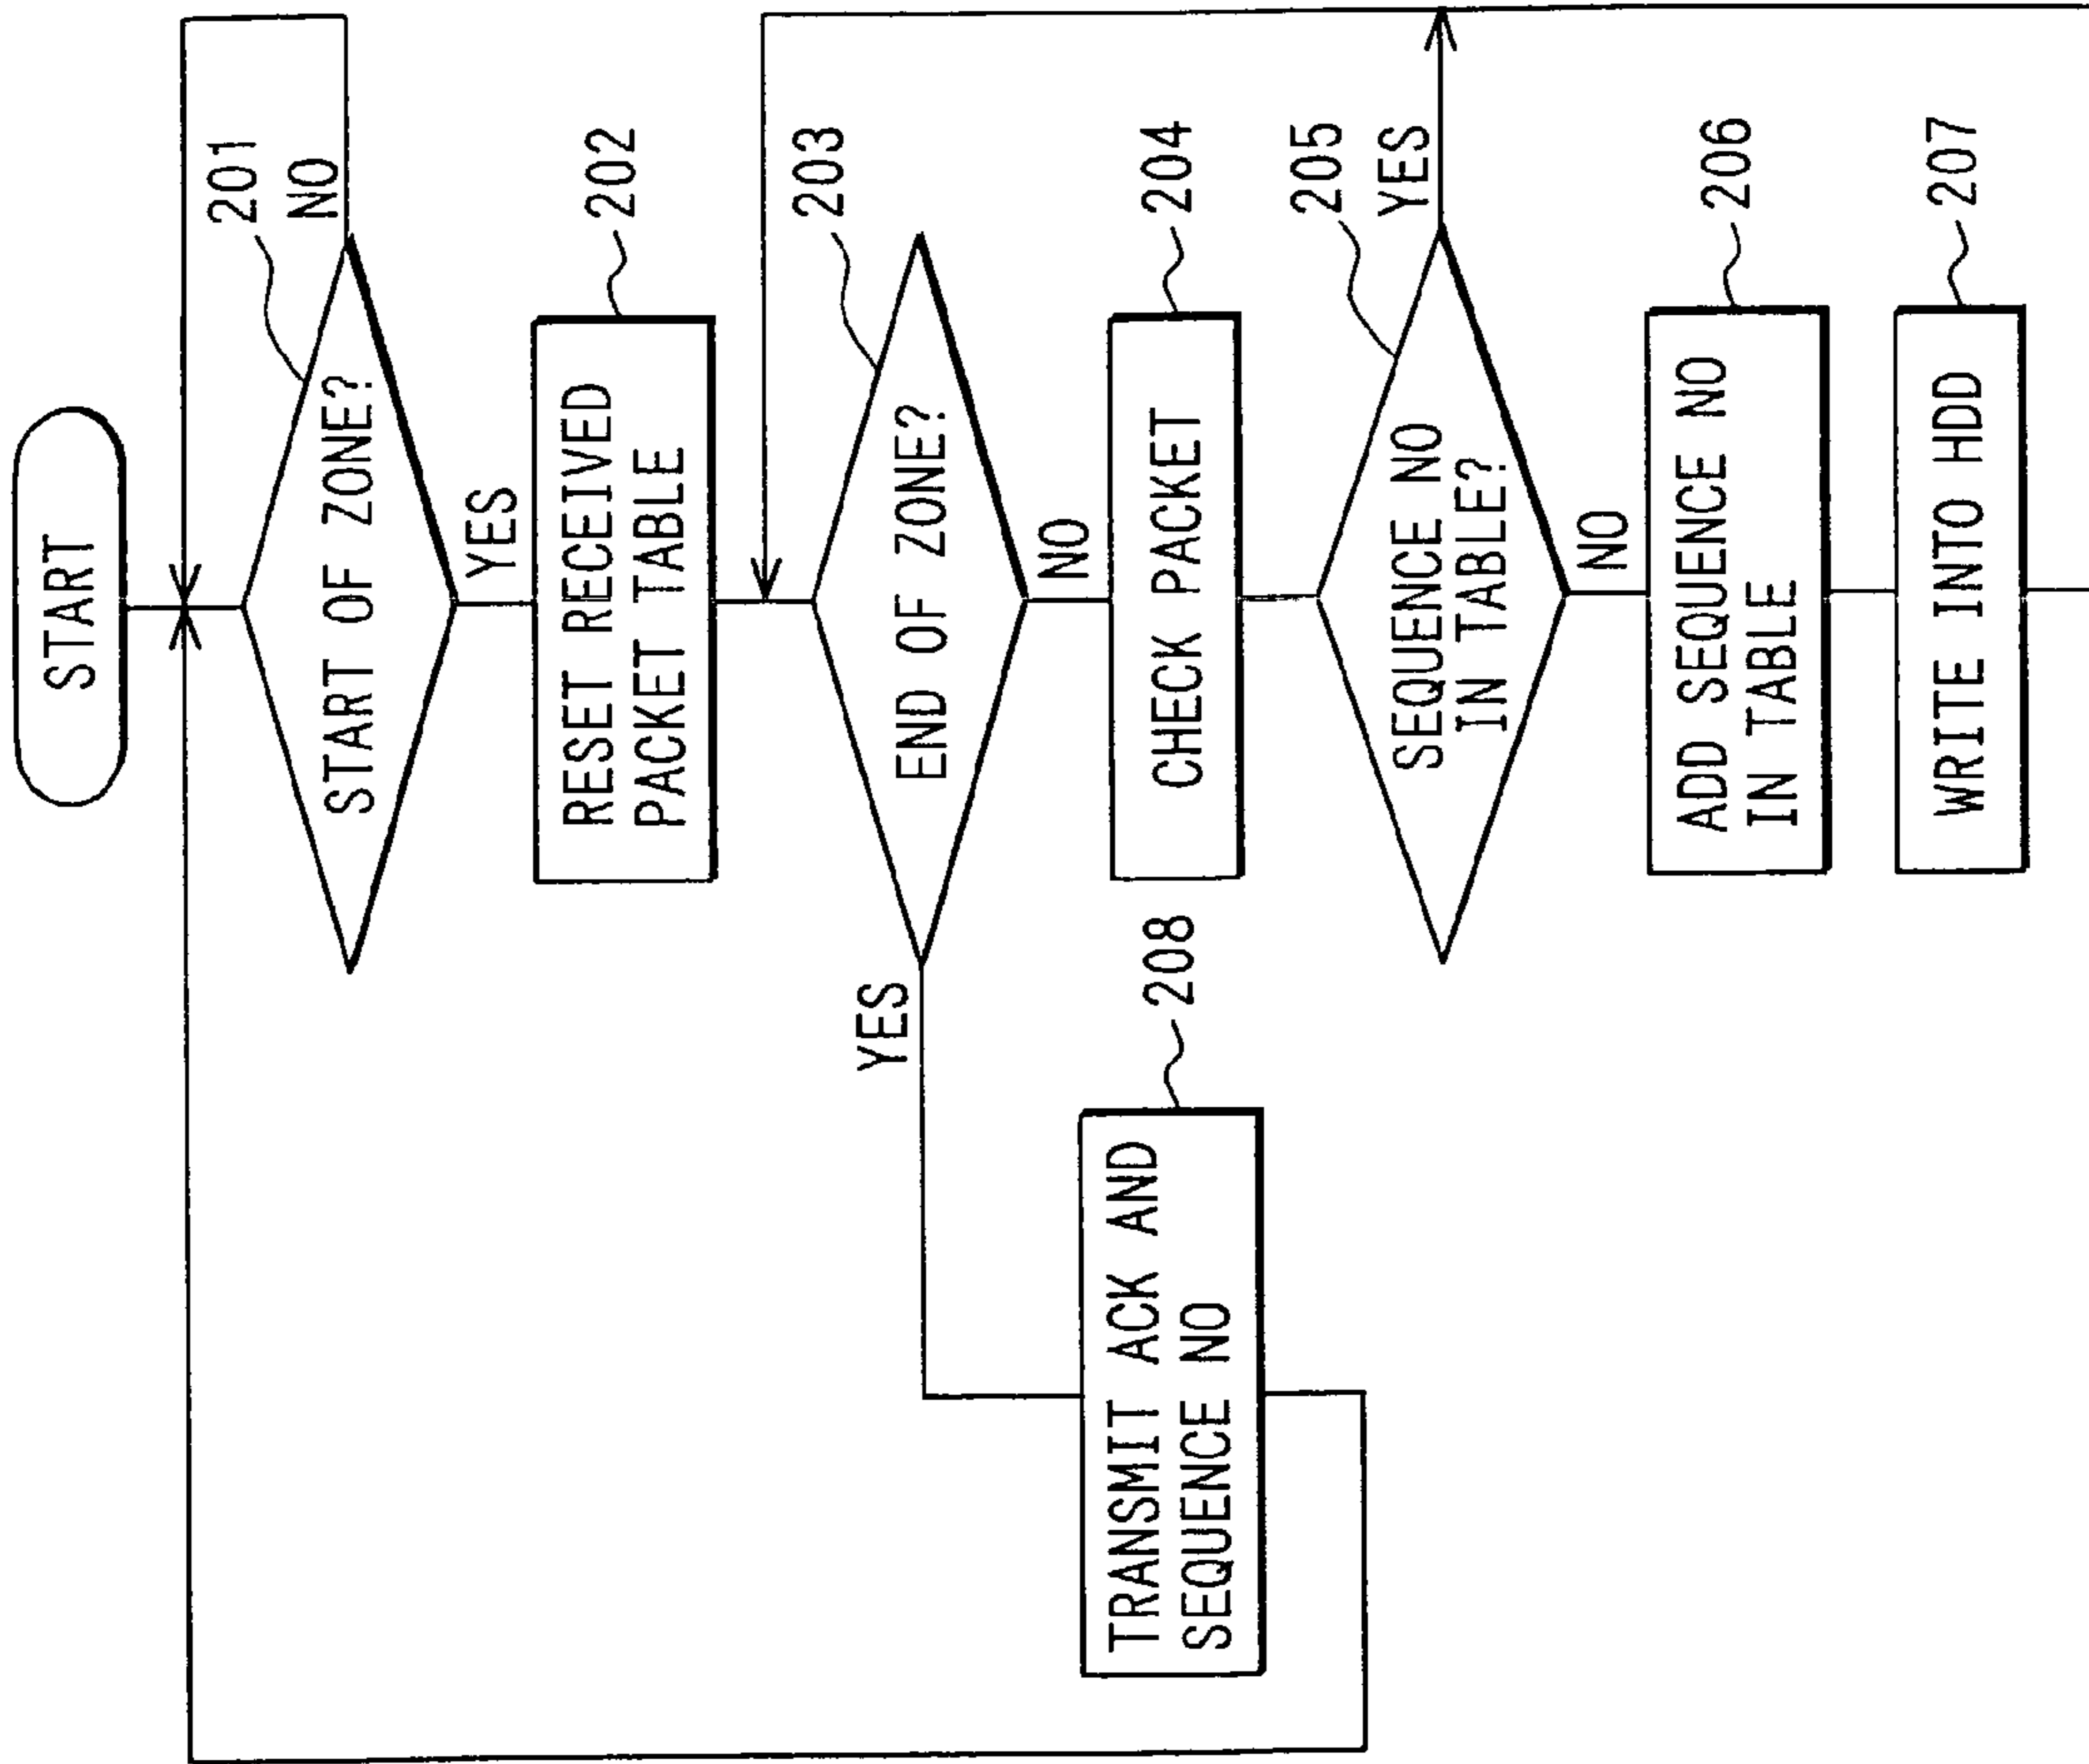 START
201
START OF ZONE?
NO
YES
202
RESET RECEIVED
PACKET TABLE
203
END OF ZONE?
YES
NO
204
CHECK PACKET
205
SEQUENCE NO
IN TABLE?
YES
NO
206
ADD SEQUENCE NO
IN TABLE
207
WRITE INTO HDD
208
TRANSMIT ACK AND
SEQUENCE NO